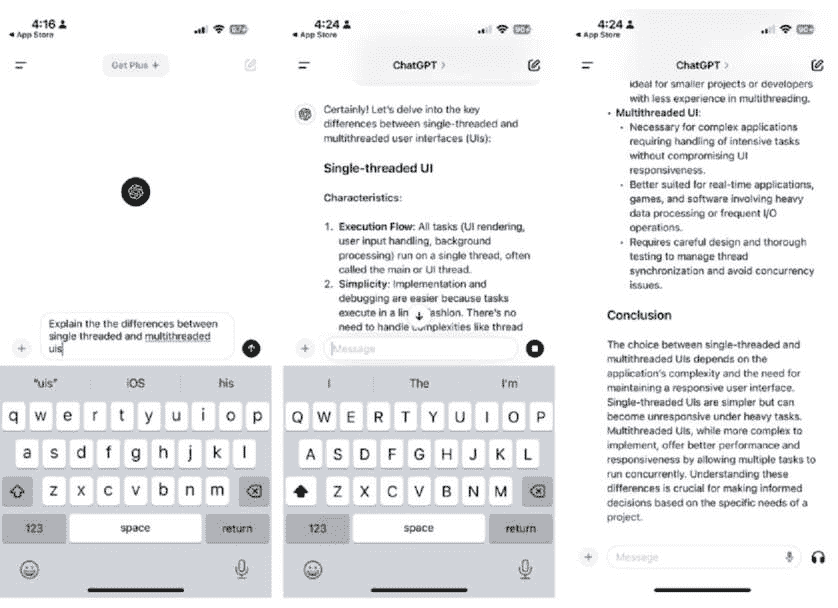 4:16
App Store
Get Plus +
Explain the the differences between
single threaded and multithreaded
uis
"uis"
iOS
his
q w e r t y u i o p
a s d f g h j k l
z x c v b n m
123
space
return
4:24
App Store
ChatGPT >
Certainly! Let's delve into the key
differences between single-threaded and
multithreaded user interfaces (UIs):
Single-threaded UI
Characteristics:
1. Execution Flow: All tasks (UI rendering,
user input handling, background
processing) run on a single thread, often
called the main or UI thread.
2. Simplicity: Implementation and
debugging are easier because tasks
execute in a lin ashion. There's no
need to handle complexities like thread
Message
I
The
I'm
Q W E R T Y U I O P
A S D F G H J K L
Z X C V B N M
123
space
return
4:24
App Store
ChatGPT >
ideal for smaller projects or developers
with less experience in multithreading.
• Multithreaded UI:
• Necessary for complex applications
requiring handling of intensive tasks
without compromising UI
responsiveness.
• Better suited for real-time applications,
games, and software involving heavy
data processing or frequent I/O
operations.
• Requires careful design and thorough
testing to manage thread
synchronization and avoid concurrency
issues.
Conclusion
The choice between single-threaded and
multithreaded UIs depends on the
application's complexity and the need for
maintaining a responsive user interface.
Single-threaded UIs are simpler but can
become unresponsive under heavy tasks.
Multithreaded UIs, while more complex to
implement, offer better performance and
responsiveness by allowing multiple tasks to
run concurrently. Understanding these
differences is crucial for making informed
decisions based on the specific needs of a
project.
Message